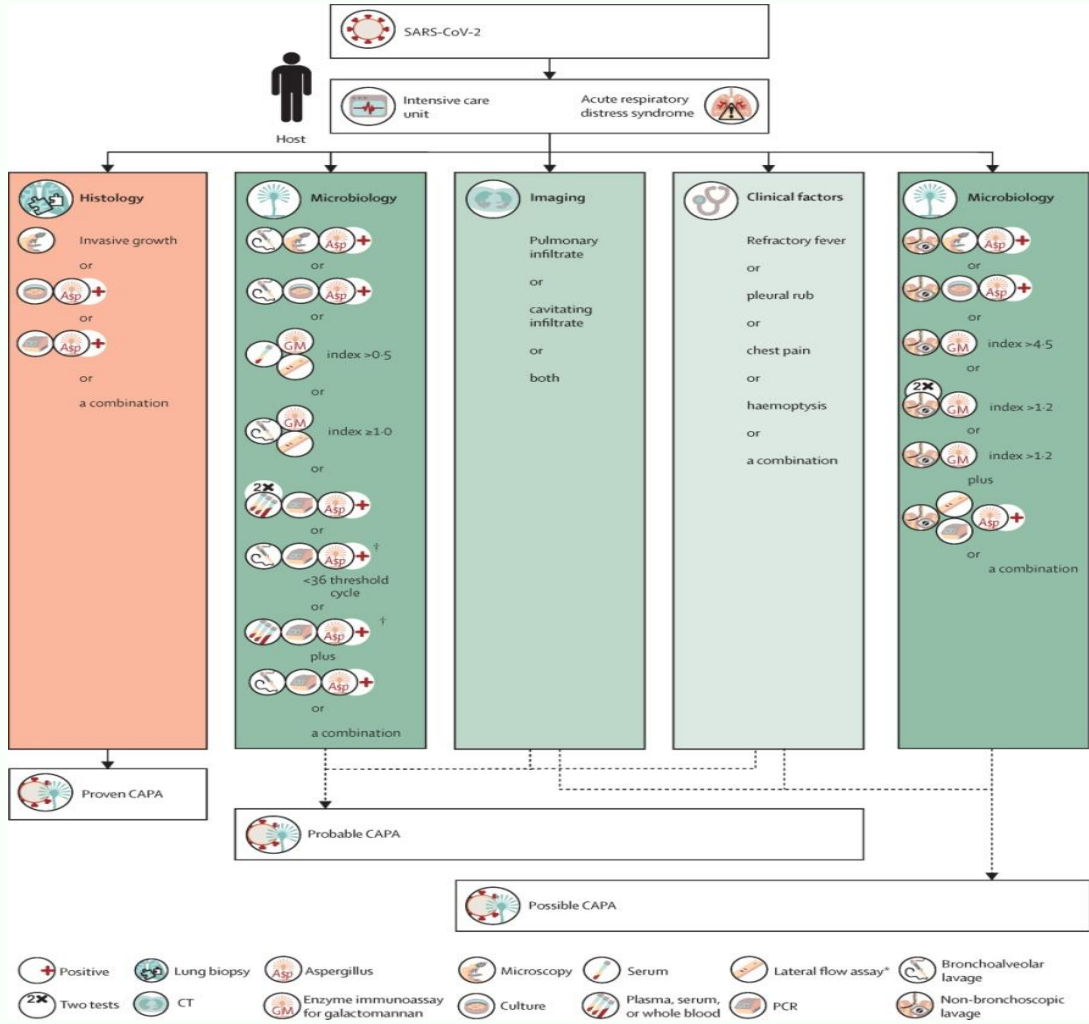 SARS-CoV-2
Intensive care
unit
Acute respiratory
distress syndrome
Host
Histology
Invasive growth
or
Asp +
or
Asp +
or
a combination
Microbiology
Asp +
or
Asp +
or
GM
index >0·5
or
GM
index ≥1·0
or
2×
Asp +
or
Asp + †
<36 threshold
cycle
or
Asp + †
plus
Asp +
or
a combination
Imaging
Pulmonary
infiltrate
or
cavitating
infiltrate
or
both
Clinical factors
Refractory fever
or
pleural rub
or
chest pain
or
haemoptysis
or
a combination
Microbiology
Asp +
or
Asp +
or
GM index >4·5
or
2×
GM index >1·2
or
GM index >1·2
plus
Asp +
or
a combination
Proven CAPA
Probable CAPA
Possible CAPA
+ Positive
Lung biopsy
Asp Aspergillus
Microscopy
Serum
Lateral flow assay*
Bronchoalveolar
lavage
2× Two tests
CT
GM Enzyme immunoassay
for galactomannan
Culture
Plasma, serum,
or whole blood
PCR
Non-bronchoscopic
lavage